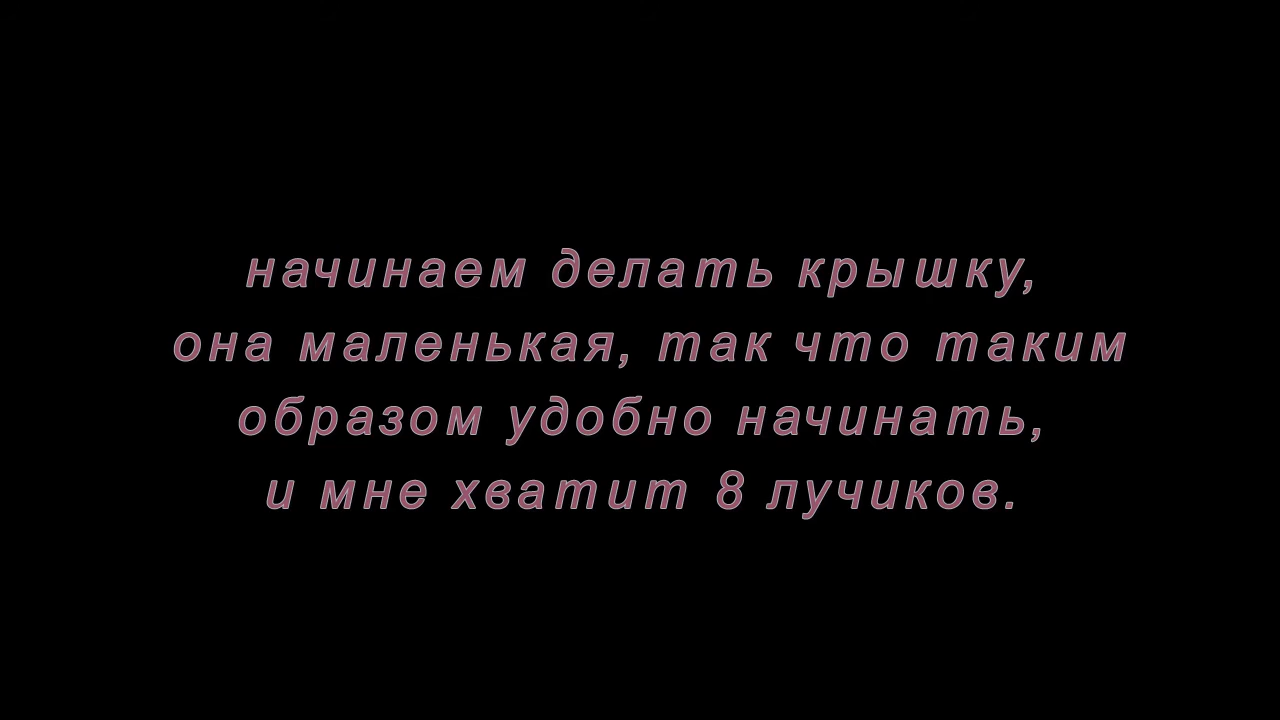 начинаем делать крышку,
она маленькая, так что таким
образом удобно начинать,
и мне хватит 8 лучиков.